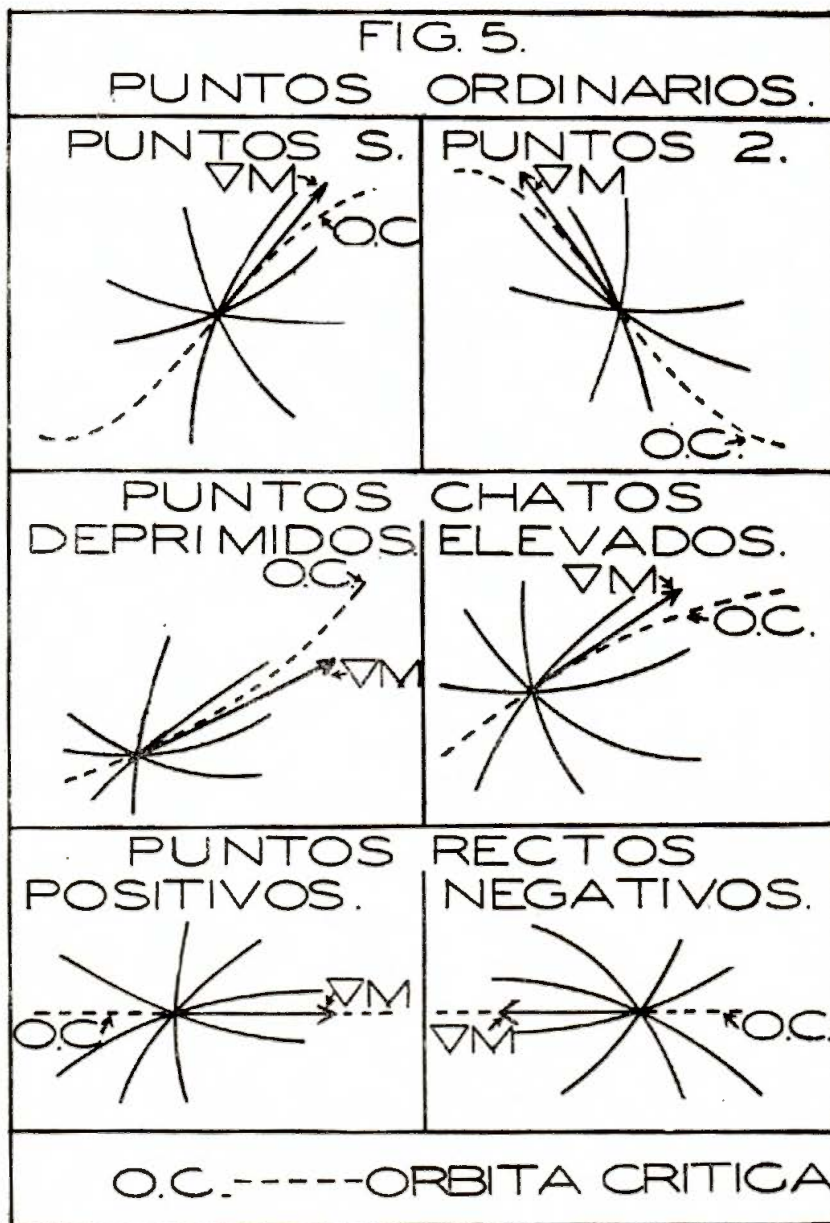 FIG. 5.
PUNTOS ORDINARIOS.
PUNTOS S.
∇M
O.C
PUNTOS 2.
∇M
O.C.
PUNTOS CHATOS
DEPRIMIDOS.
O.C.
∇M
ELEVADOS.
∇M
O.C.
PUNTOS RECTOS
POSITIVOS.
∇M
O.C
NEGATIVOS.
∇M
O.C.
O.C.-----ORBITA CRITICA